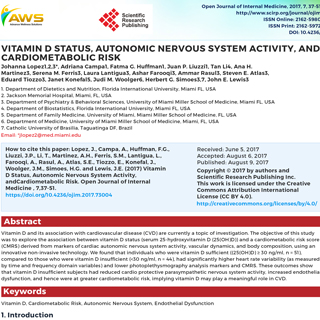 AWS
Scientific
Research
Publishing
Open Journal of Internal Medicine, 2017, 7, 37-51
http://www.scirp.org/journal/ojim
ISSN Online: 2162-5980
ISSN Print: 2162-5972
DOI: 10.4236/
VITAMIN D STATUS, AUTONOMIC NERVOUS SYSTEM ACTIVITY, AND
CARDIOMETABOLIC RISK
Johanna Lopez1,2,3*, Adriana Campa1, Fatma G. Huffman1, Juan P. Liuzzi1, Tan Li4, Ana H.
Martinez3, Serena M. Ferris3, Laura Lantigua3, Ashar Farooqi3, Ammar Rasul3, Steven E. Atlas3,
Eduard Tiozzo3, Janet Konefal5, Judi M. Woolger6, Herbert G. Simoes3,7, John E. Lewis3
1. Department of Dietetics and Nutrition, Florida International University, Miami FL, USA
2. Jackson Memorial Hospital, Miami, FL, USA
3. Department of Psychiatry & Behavioral Sciences, University of Miami Miller School of Medicine, Miami FL, USA
4. Department of Biostatistics, Florida International University, Miami FL, USA
5. Department of Family Medicine, University of Miami Miller School of Medicine, Miami FL, USA
6. Department of Medicine, University of Miami Miller School of Medicine, Miami, FL, USA
7. Catholic University of Brasilia, Taguatinga DF, Brazil
Email: *jlopez2@med.miami.edu
How to cite this paper: Lopez, J., Campa, A., Huffman, F.G.,
Liuzzi, J.P., Li, T., Martinez, A.H., Ferris, S.M., Lantigua, L.,
Farooqi, A., Rasul, A., Atlas, S.E., Tiozzo, E., Konefal, J.,
Woolger, J.M., Simoes, H.G. and Lewis, J.E. (2017) Vitamin
D Status, Autonomic Nervous System Activity,
andCardiometabolic Risk. Open Journal of Internal
Medicine , 7,37-51.
https://doi.org/10.4236/ojim.2017.73004
Received: June 5, 2017
Accepted: August 6, 2017
Published: August 9, 2017
Copyright © 2017 by authors and
Scientific Research Publishing Inc.
This work is licensed under the Creative
Commons Attribution International
License (CC BY 4.0).
http://creativecommons.org/licenses/by/4.0/
Abstract
Vitamin D and its association with cardiovascular disease (CVD) are currently a topic of investigation. The objective of this
study was to explore the association between vitamin D status (serum 25-hydroxyvitamin D (25(OH)D)) and a cardiometabolic risk score
(CMRS) derived from markers of cardiac autonomic nervous system activity, vascular dynamics, and body composition, using an
innovative non-invasive technology. We found that individuals who were vitamin D sufficient ((25(OH)D) ≥ 30 ng/ml, n = 51),
compared to those who were vitamin D insufficient (<30 ng/ml, n = 44), had significantly higher heart rate variability (as measured
by time and frequency domain variables) and lower photoplethysmography analysis markers and CMRS. These outcomes show
that vitamin D insufficient subjects had reduced cardio protective parasympathetic nervous system activity, increased endothelial
dysfunction, and hence were at greater cardiometabolic risk, implying vitamin D may play a meaningful role in CVD.
Keywords
Vitamin D, Cardiometabolic Risk, Autonomic Nervous System, Endothelial Dysfunction
1. Introduction